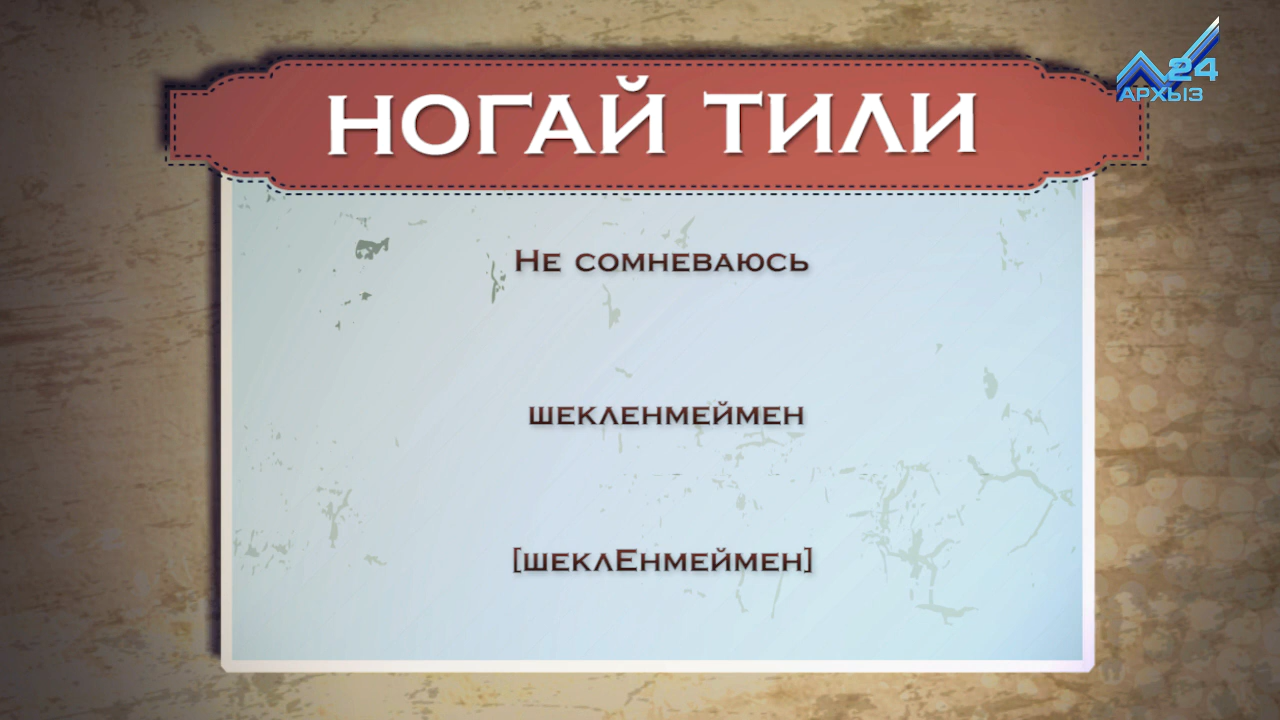 НОГАЙ ТИЛИ
24
АРХЫЗ
Не сомневаюсь
шекленмеймен
[шеклЕнмеймен]